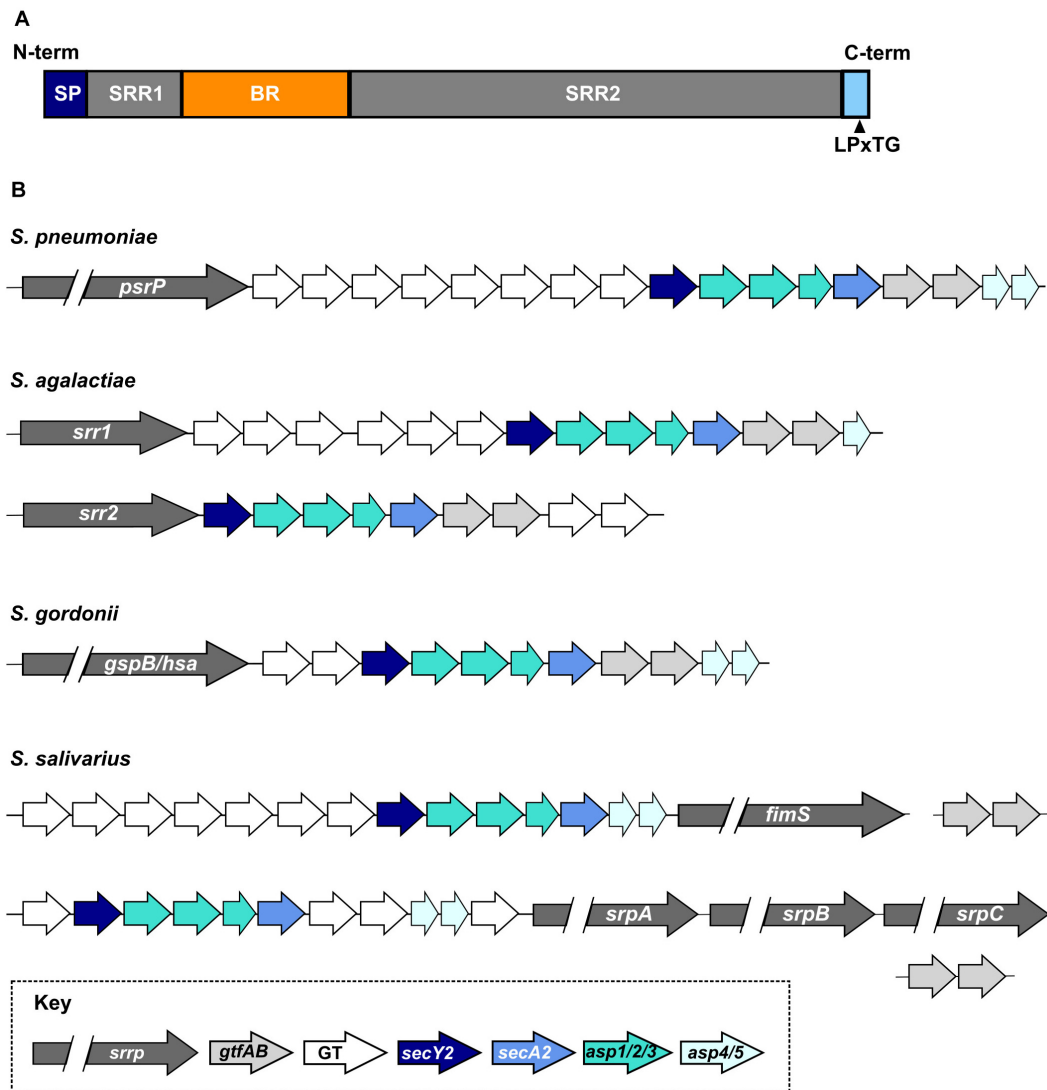 A
N-term
C-term
SP
SRR1
BR
SRR2
LPxTG
B
S. pneumoniae
psrP
S. agalactiae
srr1
srr2
S. gordonii
gspB/hsa
S. salivarius
fimS
srpA
srpB
srpC
Key
srrp
gtfAB
GT
secY2
secA2
asp1/2/3
asp4/5